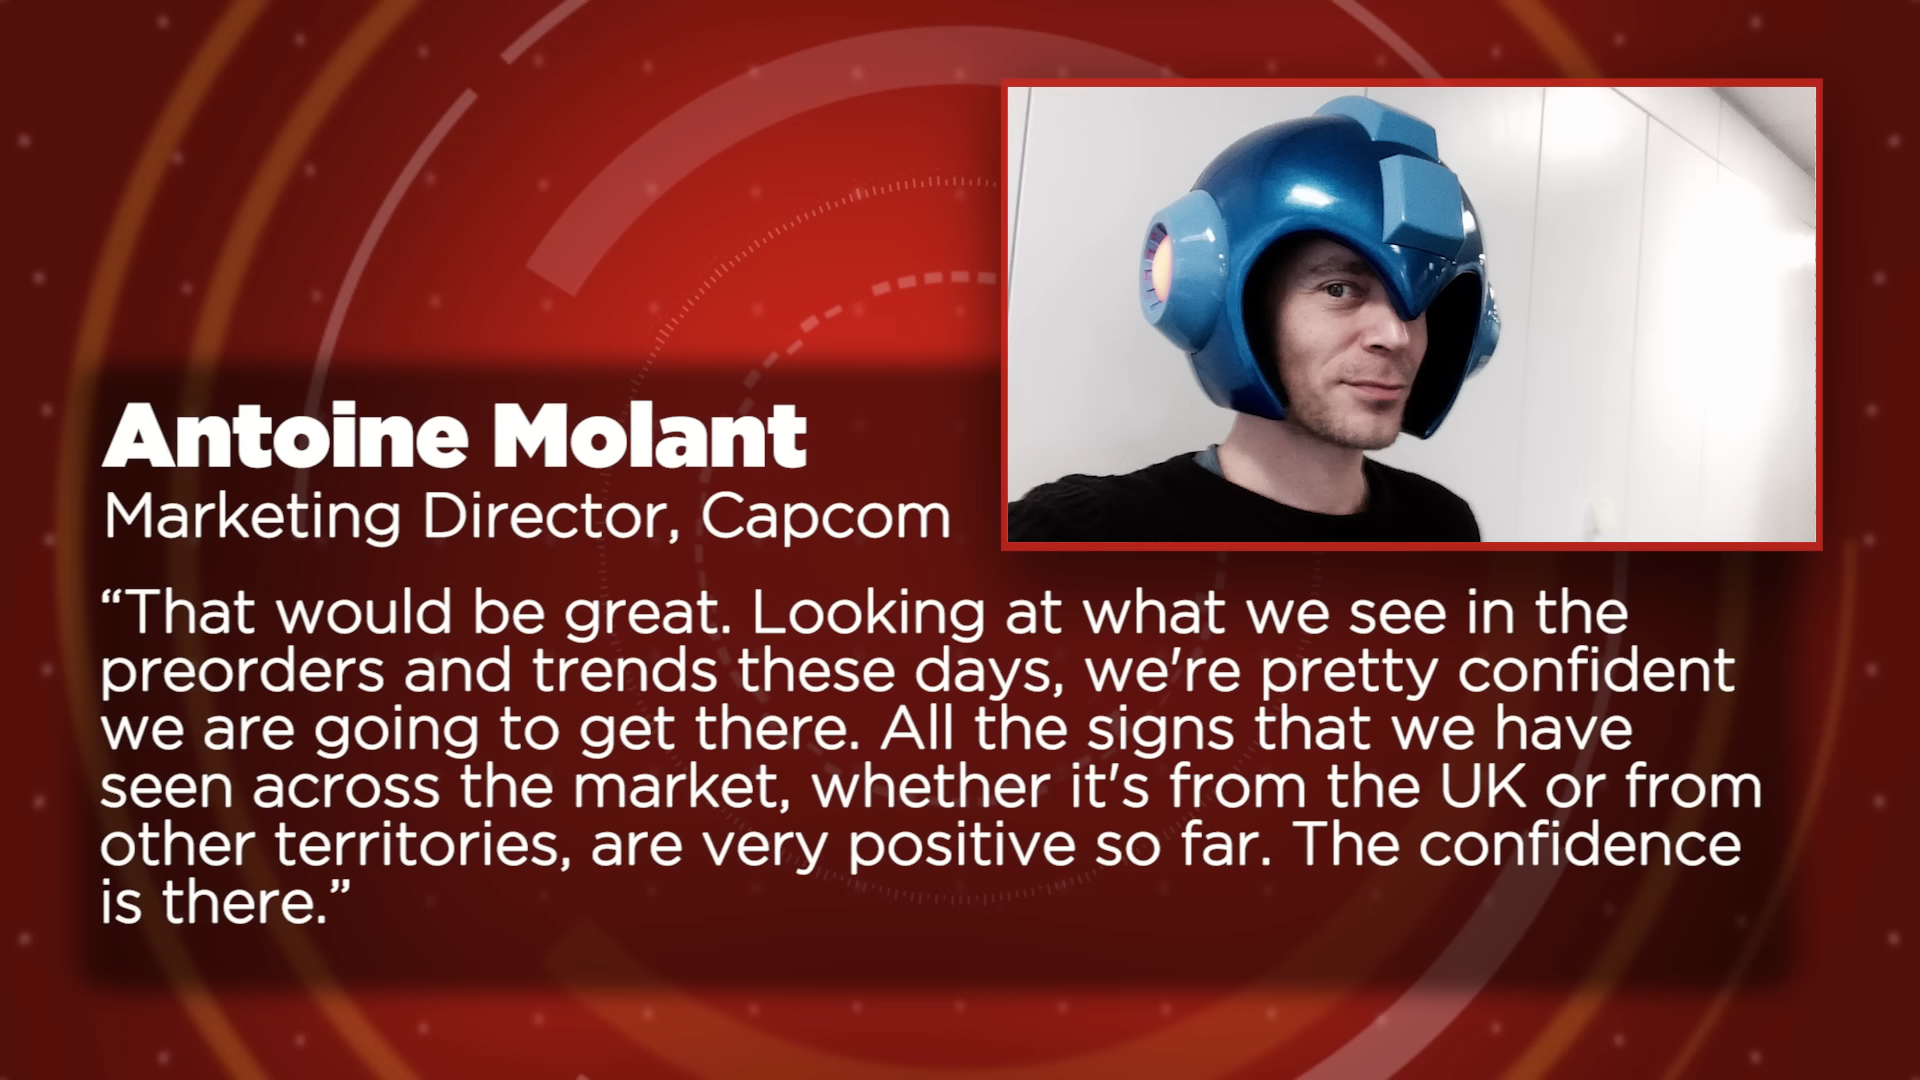 Antoine Molant
Marketing Director, Capcom
“That would be great. Looking at what we see in the
preorders and trends these days, we're pretty confident
we are going to get there. All the signs that we have
seen across the market, whether it's from the UK or from
other territories, are very positive so far. The confidence
is there.”